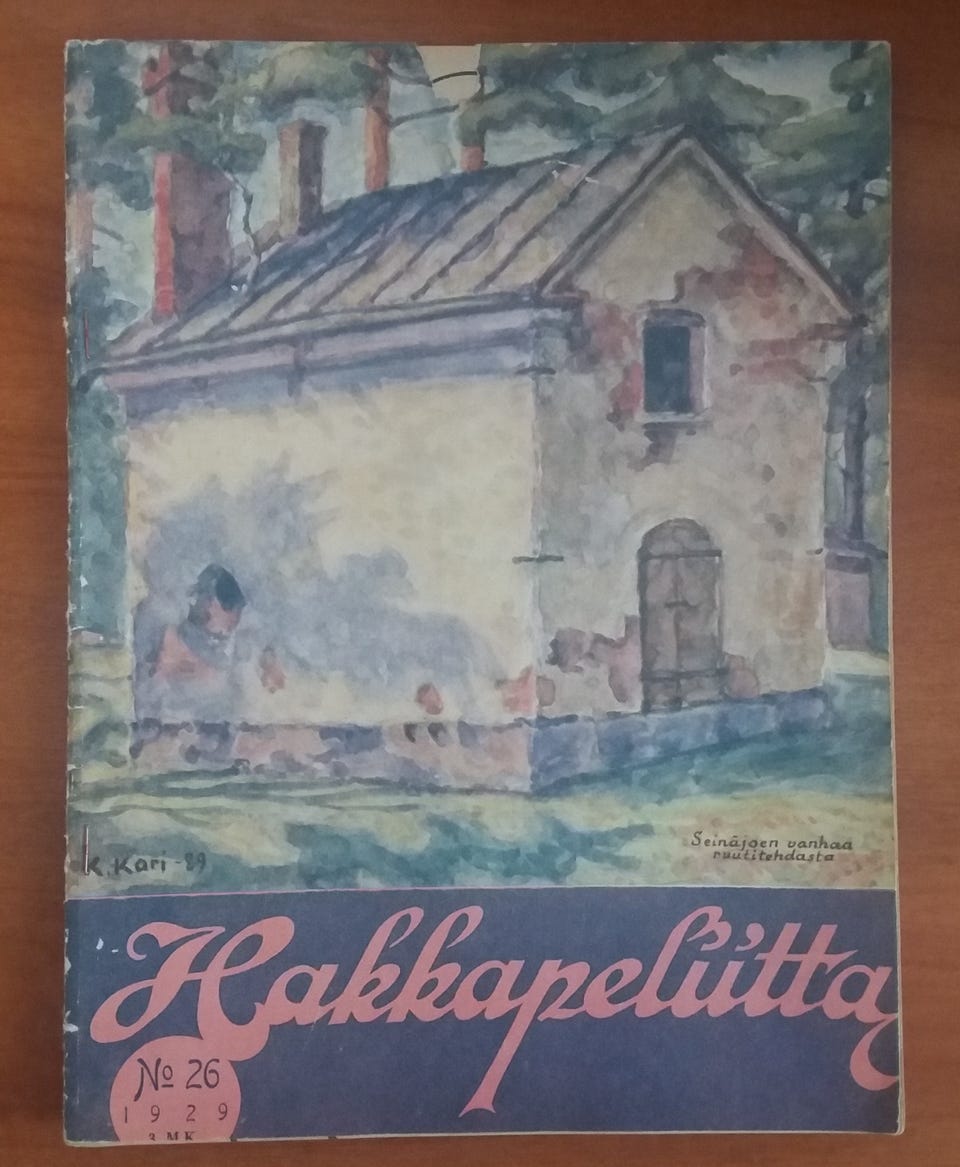 K. Kari -29
Seinäjoen vanhaa
ruutitehdasta
Hakkapeliitta
No 26
1929
3 MK